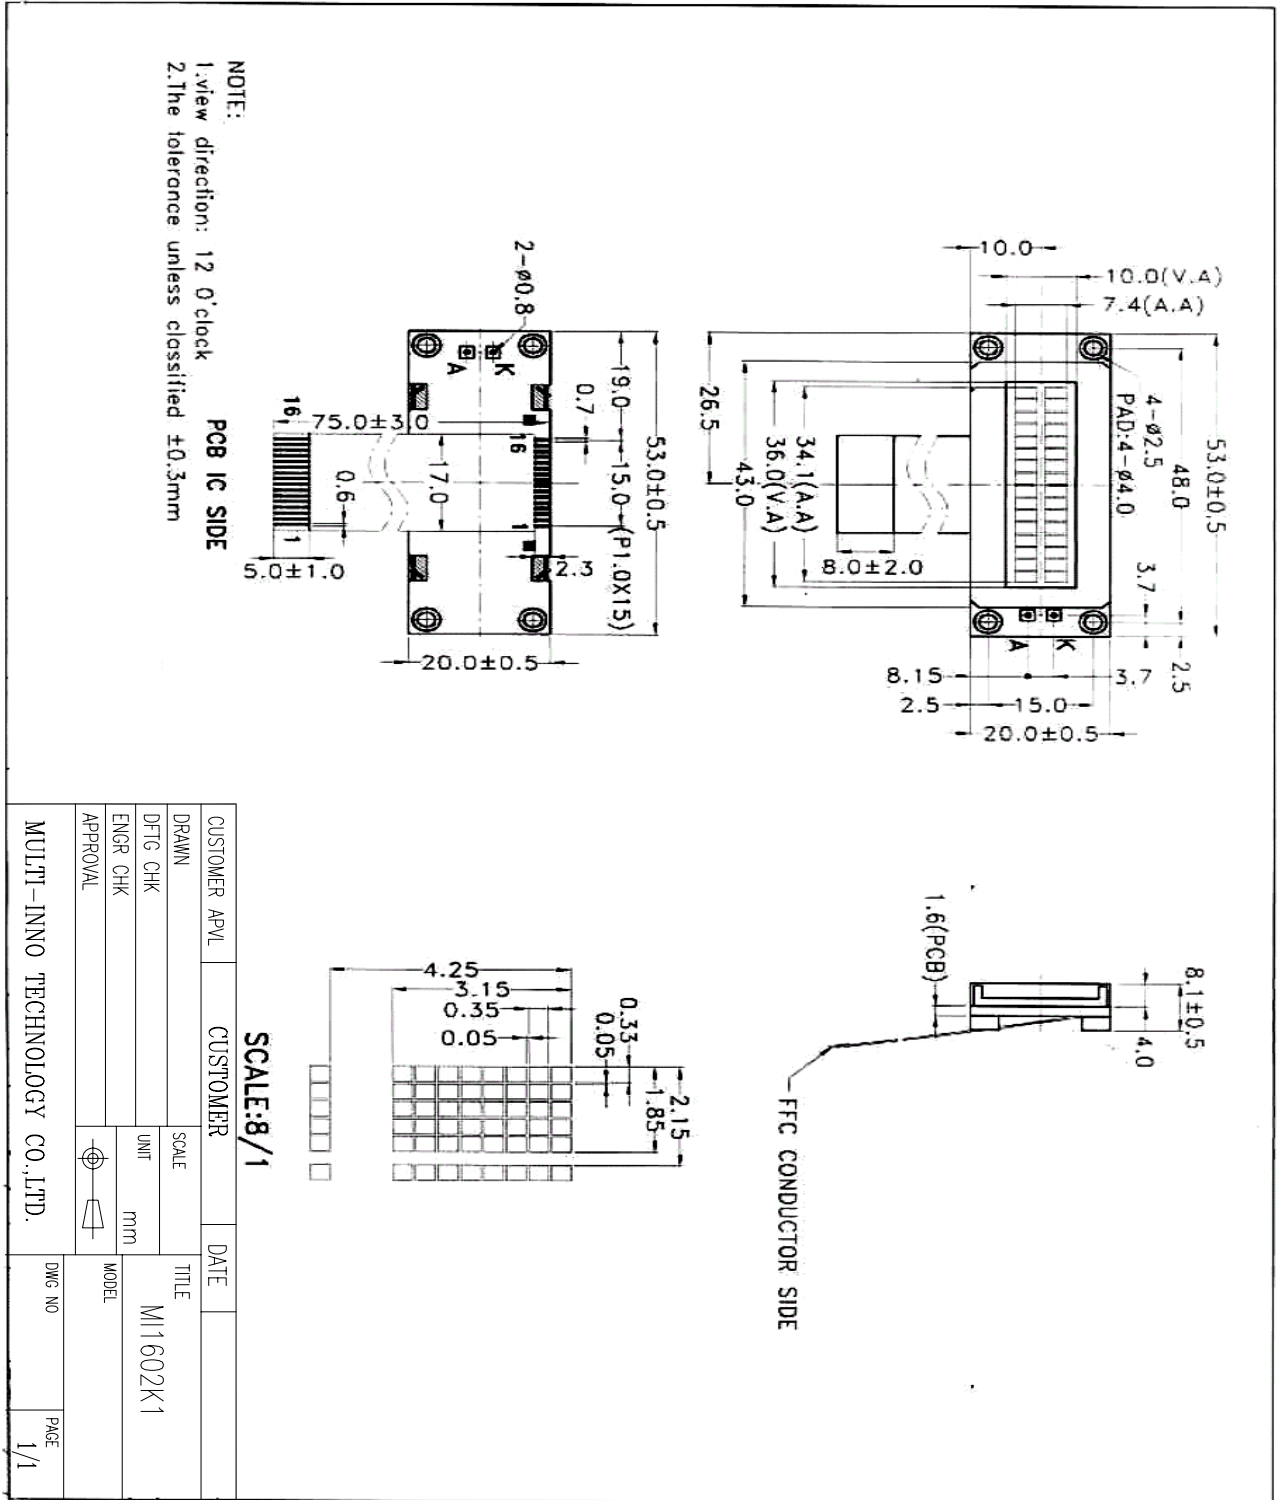 53.0±0.5
48.0
3.7
2.5
4-ø2.5
PAD:4-ø4.0
10.0
10.0(V.A)
7.4(A.A)
26.5
34.1(A.A)
36.0(V.A)
43.0
8.0±2.0
A
K
8.15
3.7
2.5
15.0
20.0±0.5
8.1±0.5
4.0
1.6(PCB)
FFC CONDUCTOR SIDE
53.0±0.5
19.0
15.0
(P1.0X15)
0.7
2-ø0.8
A
K
16
1
2.3
75.0±3.0
17.0
16
1
0.6
5.0±1.0
20.0±0.5
PCB IC SIDE
2.15
1.85
0.33
0.05
4.25
3.15
0.35
0.05
SCALE:8/1
NOTE:
1.view direction: 12 O'clock
2.The tolerance unless classified ±0.3mm
CUSTOMER APVL
CUSTOMER
DATE
DRAWN
DFTG CHK
ENGR CHK
APPROVAL
SCALE
UNIT
mm
TITLE
MI1602K1
MODEL
MULTI-INNO TECHNOLOGY CO.,LTD.
DWG NO
PAGE
1/1